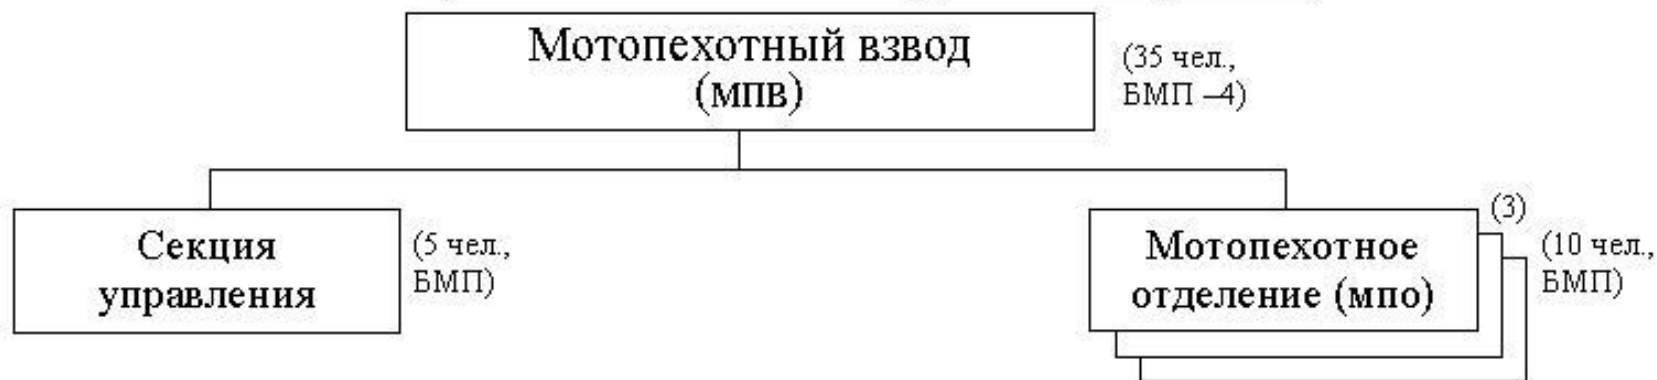 Мотопехотный взвод
(мпв)
(35 чел.,
БМП –4)
Секция
управления
(5 чел.,
БМП)
(3)
Мотопехотное
отделение (мпо)
(10 чел.,
БМП)